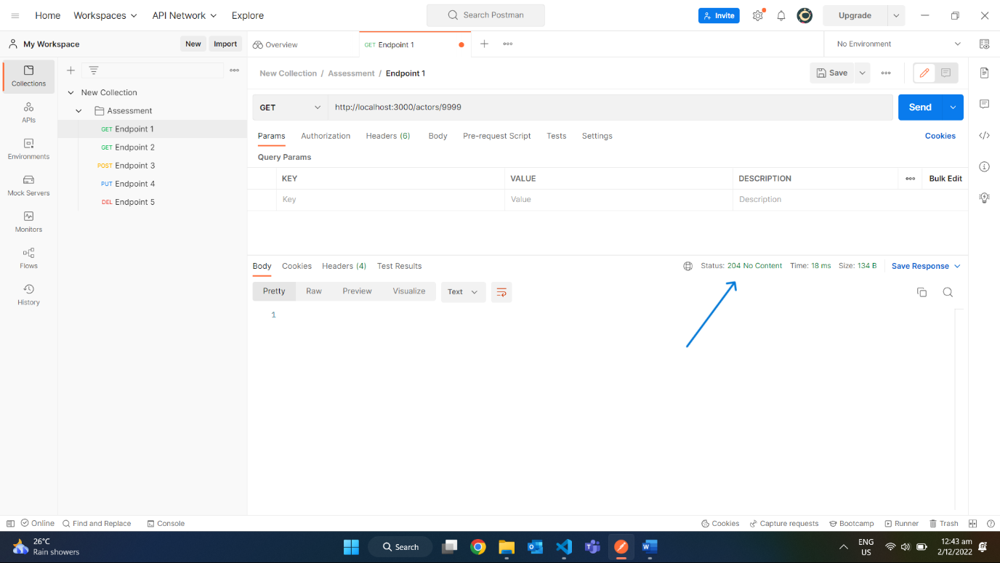 Home Workspaces API Network Explore Search Postman Invite Upgrade
My Workspace New Import Overview GET Endpoint 1 No Environment
Collections
APIs
Environments
Mock Servers
Monitors
Flows
History
New Collection
Assessment
GET Endpoint 1
GET Endpoint 2
POST Endpoint 3
PUT Endpoint 4
DEL Endpoint 5
New Collection / Assessment / Endpoint 1 Save
GET http://localhost:3000/actors/9999 Send
Params Authorization Headers (6) Body Pre-request Script Tests Settings Cookies
Query Params
KEY VALUE DESCRIPTION Bulk Edit
Key Value Description
Body Cookies Headers (4) Test Results Status: 204 No Content Time: 18 ms Size: 134 B Save Response
Pretty Raw Preview Visualize Text
1
Online Find and Replace Console Cookies Capture requests Bootcamp Runner Trash
26°C
Rain showers
Search
ENG
US
12:43 am
2/12/2022